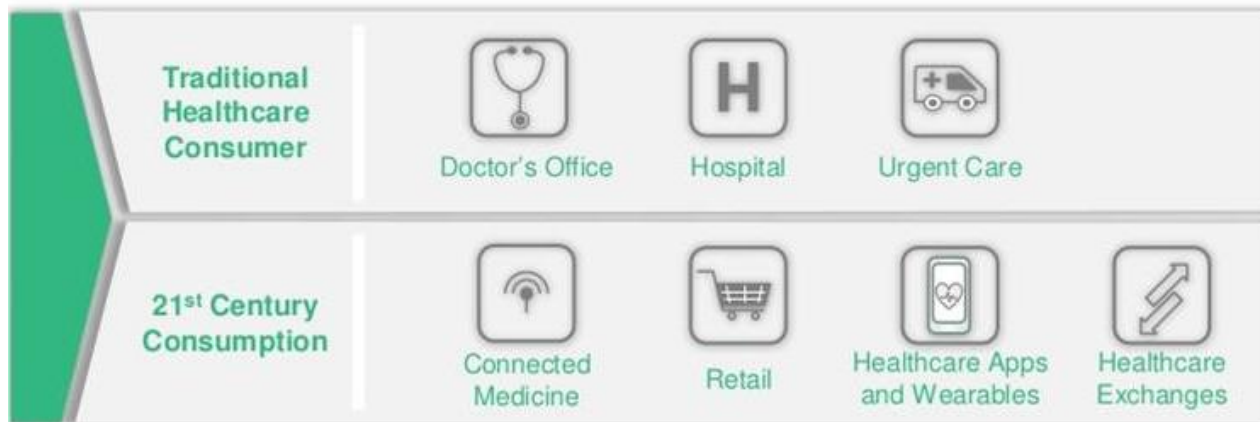 Traditional
Healthcare
Consumer
H
Doctor's Office
Hospital
Urgent Care
21st Century
Consumption
Connected
Medicine
Retail
Healthcare Apps
and Wearables
Healthcare
Exchanges